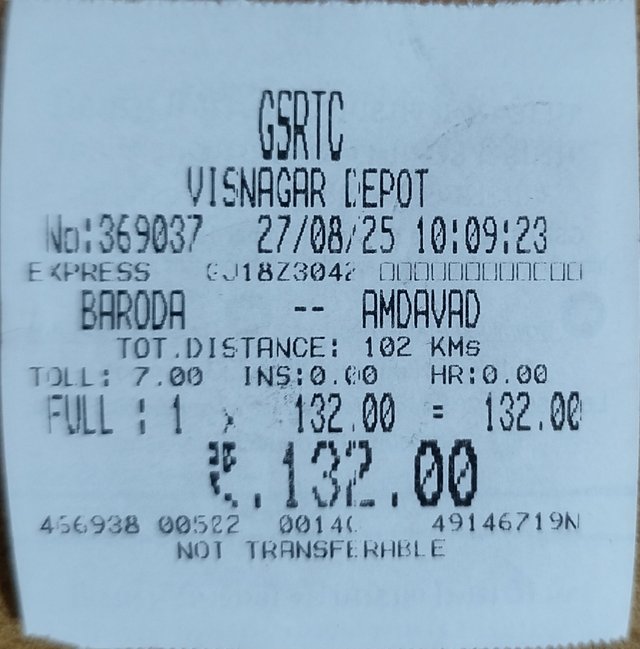 GSRTC
VISNAGAR DEPOT
No:369037 27/08/25 10:09:23
EXPRESS GJ18Z3042
BARODA -- AMDAVAD
TOT.DISTANCE: 102 KMs
TOLL: 7.00 INS:0.00 HR:0.00
FULL : 1 x 132.00 = 132.00
₹.132.00
466938 00522 49146719N
NOT TRANSFERABLE